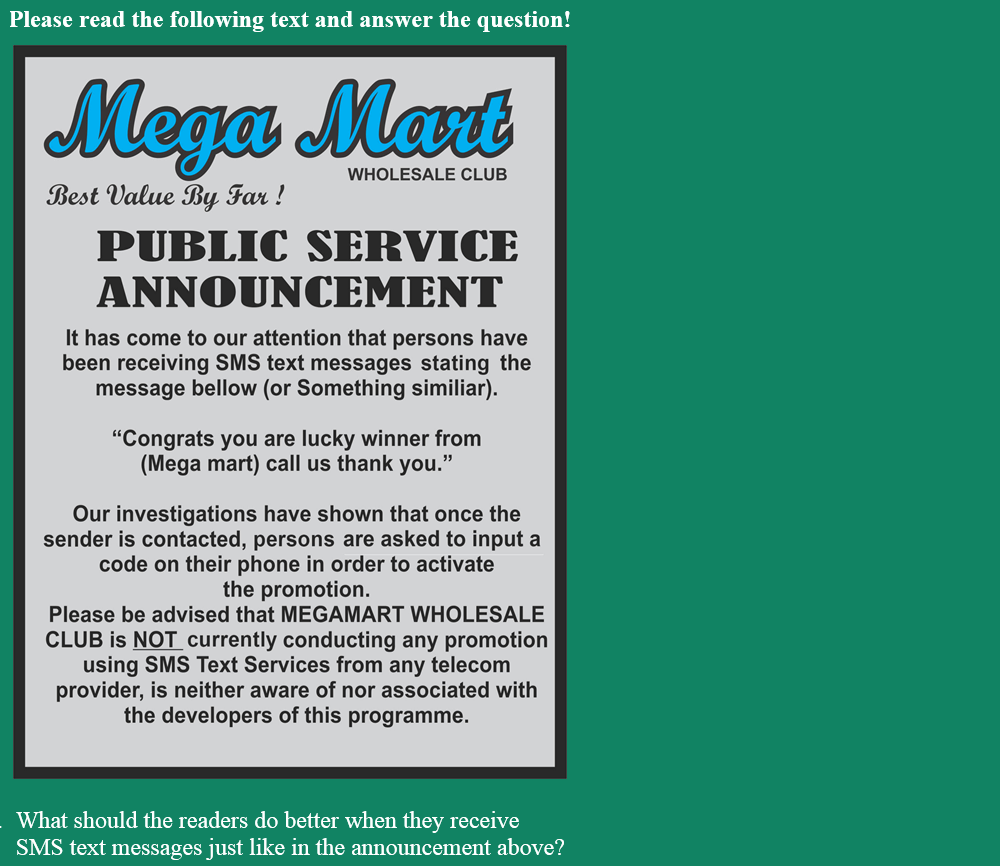 Please read the following text and answer the question!
Mega Mart
WHOLESALE CLUB
Best Value By Far !
PUBLIC SERVICE
ANNOUNCEMENT
It has come to our attention that persons have
been receiving SMS text messages stating the
message bellow (or Something similiar).
“Congrats you are lucky winner from
(Mega mart) call us thank you.”
Our investigations have shown that once the
sender is contacted, persons are asked to input a
code on their phone in order to activate
the promotion.
Please be advised that MEGAMART WHOLESALE
CLUB is NOT currently conducting any promotion
using SMS Text Services from any telecom
provider, is neither aware of nor associated with
the developers of this programme.
What should the readers do better when they receive
SMS text messages just like in the announcement above?